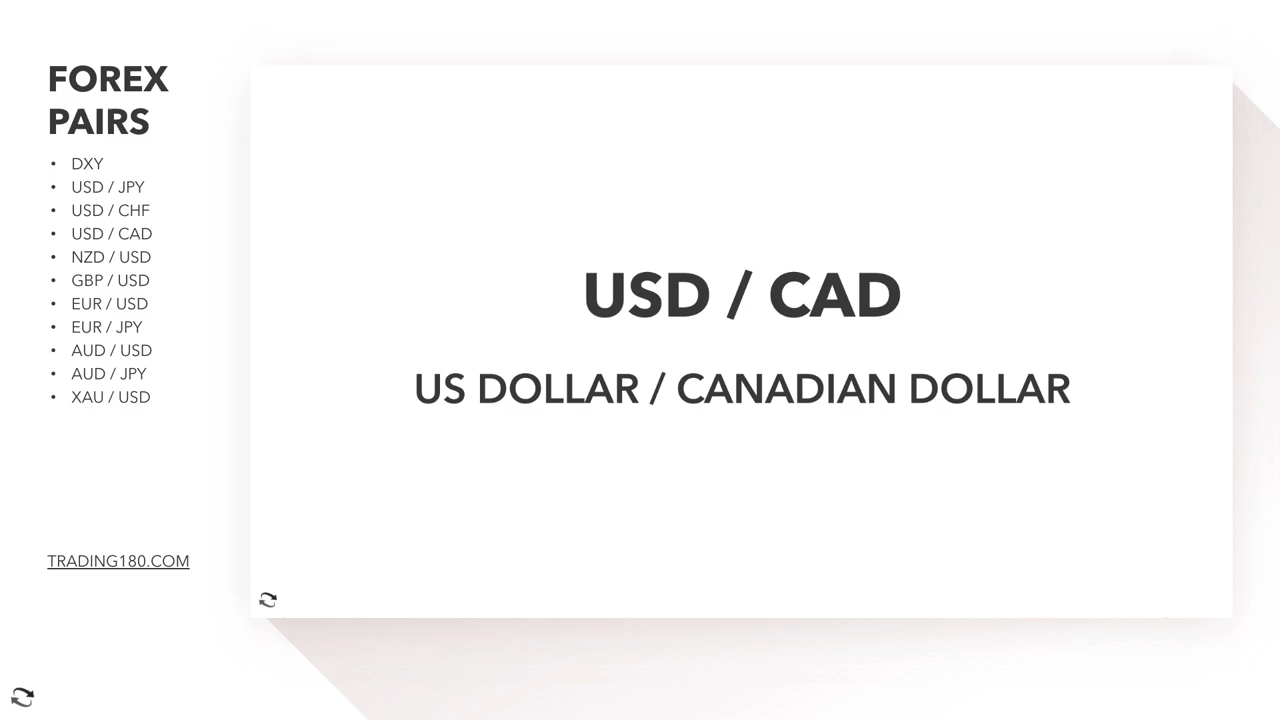 FOREX
PAIRS
• DXY
• USD / JPY
• USD / CHF
• USD / CAD
• NZD / USD
• GBP / USD
• EUR / USD
• EUR / JPY
• AUD / USD
• AUD / JPY
• XAU / USD
TRADING180.COM
USD / CAD
US DOLLAR / CANADIAN DOLLAR